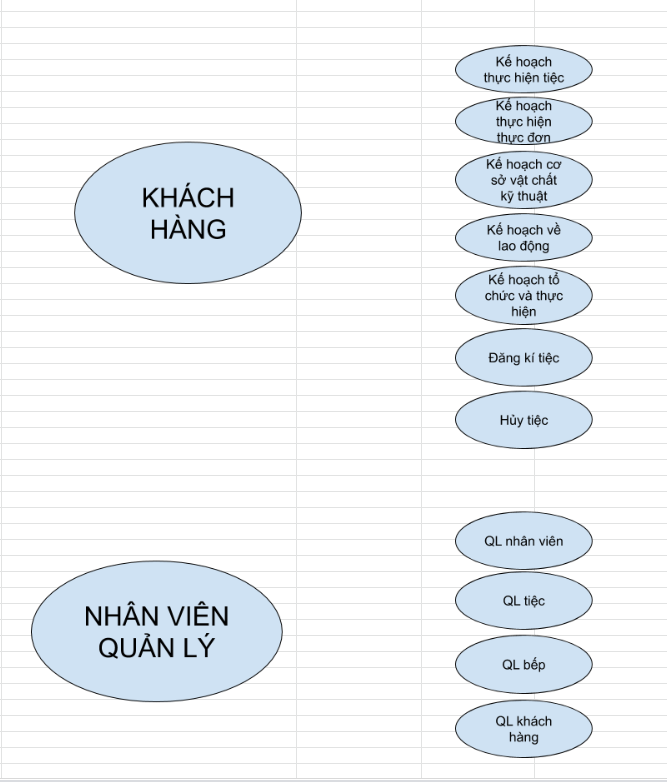 Kế hoạch
thực hiện tiệc
Kế hoạch
thực hiện
thực đơn
Kế hoạch cơ
sở vật chất
kỹ thuật
KHÁCH
HÀNG
Kế hoạch về
lao động
Kế hoạch tổ
chức và thực
hiện
Đăng kí tiệc
Hủy tiệc
QL nhân viên
QL tiệc
NHÂN VIÊN
QUẢN LÝ
QL bếp
QL khách
hàng